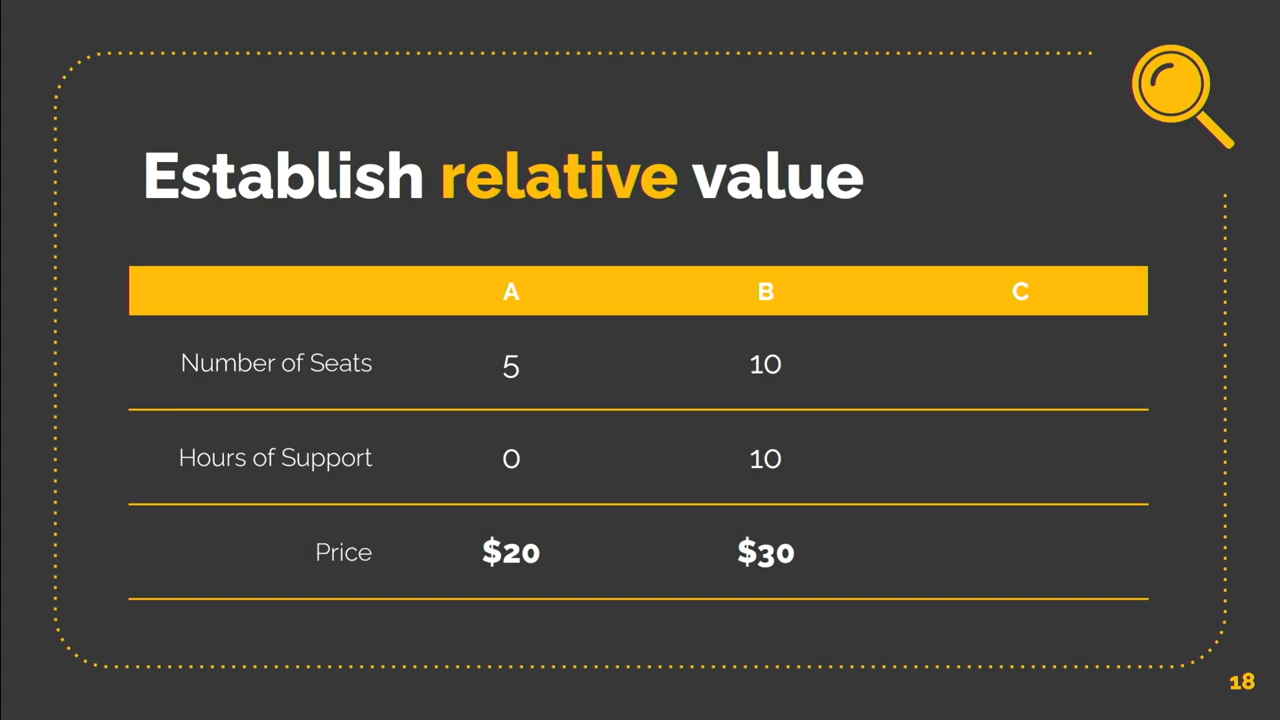 Establish relative value
A B C
Number of Seats 5 10
Hours of Support 0 10
Price $20 $30
18